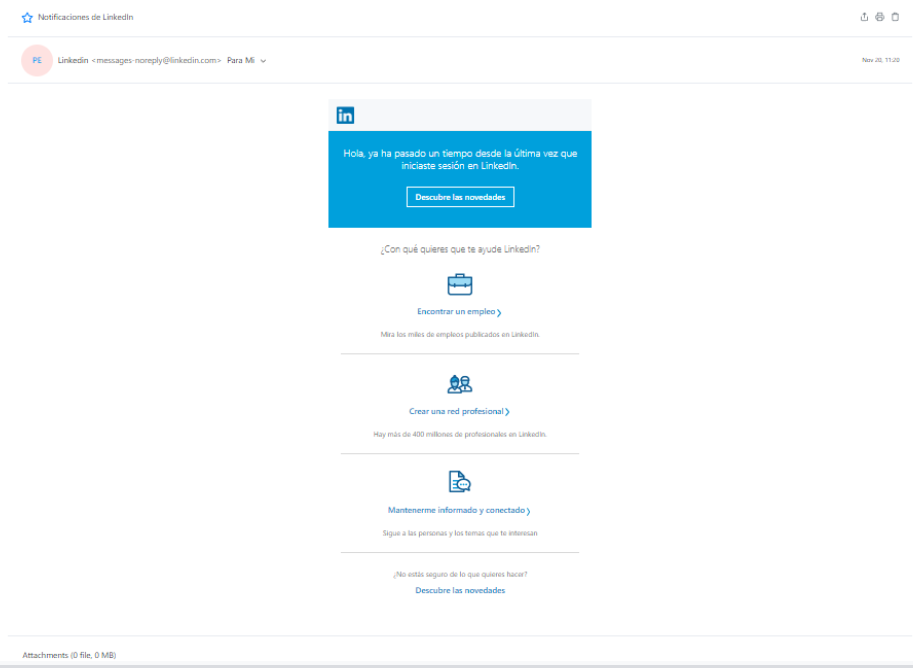 Notificaciones de LinkedIn
PE
Linkedin <messages-noreply@linkedin.com> Para Mi
Nov 20, 11:20
in
Hola, ya ha pasado un tiempo desde la última vez que
iniciaste sesión en LinkedIn.
Descubre las novedades
¿Con qué quieres que te ayude LinkedIn?
Encontrar un empleo
Mira los miles de empleos publicados en LinkedIn.
Crear una red profesional
Hay más de 400 millones de profesionales en LinkedIn.
Mantenerme informado y conectado
Sigue a las personas y los temas que te interesan
¿No estás seguro de lo que quieres hacer?
Descubre las novedades
Attachments (0 file, 0 MB)